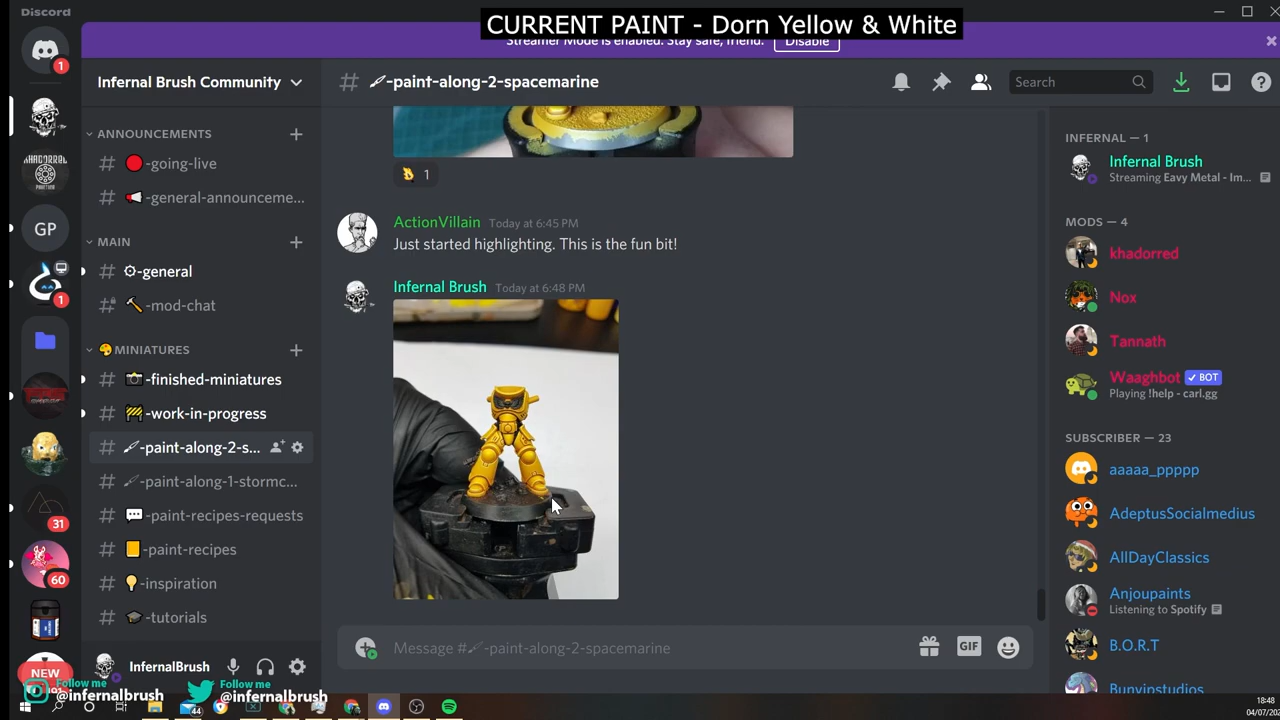 Discord
CURRENT PAINT - Dorn Yellow & White
Streamer Mode is enabled. Stay safe, friend.
Disable
Infernal Brush Community
-paint-along-2-spacemarine
Search
ANNOUNCEMENTS
-going-live
-general-announceme...
MAIN
-general
-mod-chat
MINIATURES
-finished-miniatures
-work-in-progress
-paint-along-2-s...
-paint-along-1-stormc...
-paint-recipes-requests
-paint-recipes
-inspiration
-tutorials
InfernalBrush
1
GP
1
31
60
NEW
1
ActionVillain Today at 6:45 PM
Just started highlighting. This is the fun bit!
Infernal Brush Today at 6:48 PM
Message #-paint-along-2-spacemarine
GIF
INFERNAL — 1
Infernal Brush
Streaming Eavy Metal - Im...
MODS — 4
khadorred
Nox
Tannath
Waaghbot ✓ BOT
Playing !help - carl.gg
SUBSCRIBER — 23
aaaaa_ppppp
AdeptusSocialmedius
AllDayClassics
Anjoupaints
Listening to Spotify
B.O.R.T
Bunyipstudios
Follow me
@infernalbrush
Follow me
@infernalbrush
44
18:48